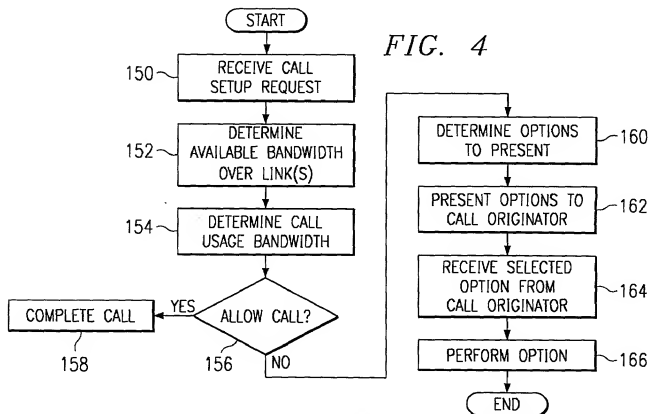 START
FIG. 4
150
RECEIVE CALL
SETUP REQUEST
152
DETERMINE
AVAILABLE BANDWIDTH
OVER LINK(S)
154
DETERMINE CALL
USAGE BANDWIDTH
ALLOW CALL?
156
YES
NO
COMPLETE CALL
158
DETERMINE OPTIONS
TO PRESENT
160
PRESENT OPTIONS TO
CALL ORIGINATOR
162
RECEIVE SELECTED
OPTION FROM
CALL ORIGINATOR
164
PERFORM OPTION
166
END